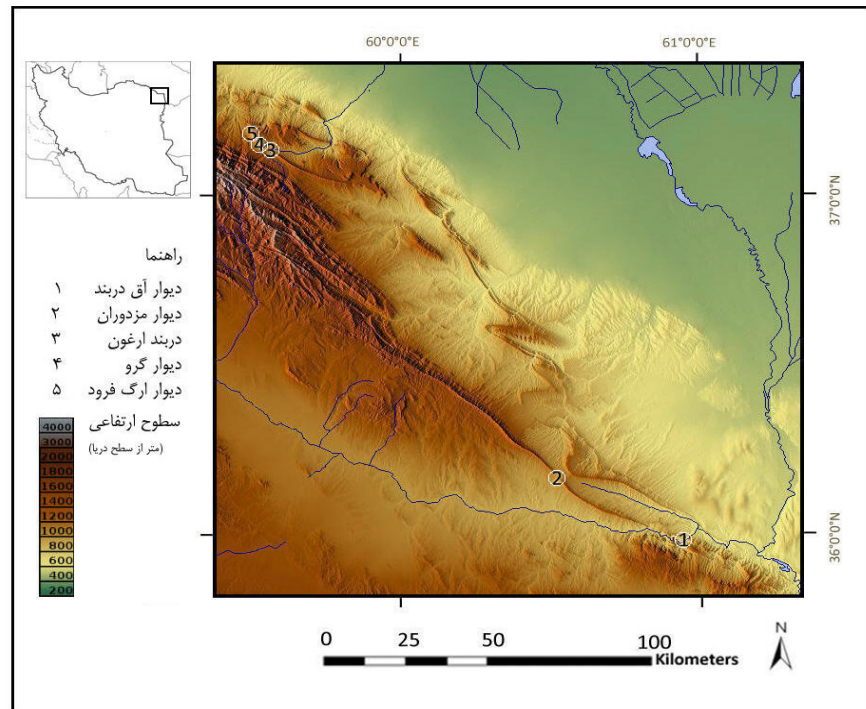 60°0'0"E 61°0'0"E
37°0'0"N
36°0'0"N
5
4
3
2
1
راهنما
دیوار آق دربند ۱
دیوار مزدوران ۲
دربند ارغون ۳
دیوار گرو ۴
دیوار ارگ فرود ۵
سطوح ارتفاعی
(متر از سطح دریا)
4000
3000
2000
1800
1600
1400
1200
1000
800
600
400
200
0 25 50 100
Kilometers
N